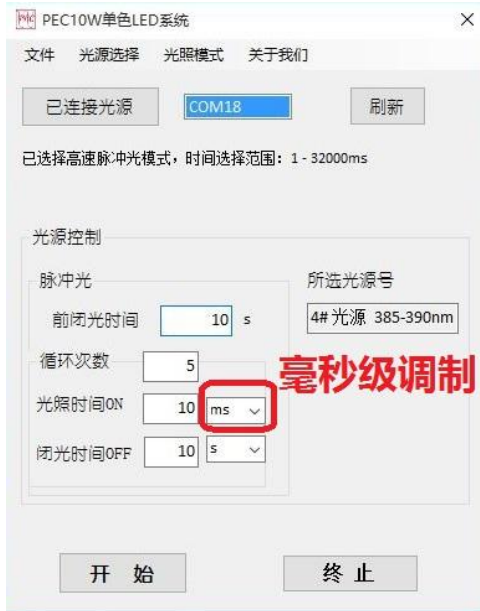 PEC10W单色LED系统
文件 光源选择 光照模式 关于我们
已连接光源 COM18 刷新
已选择高速脉冲光模式，时间选择范围：1 - 32000ms
光源控制
脉冲光 所选光源号
前闭光时间 10 s 4# 光源 385-390nm
循环次数 5
毫秒级调制
光照时间ON 10 ms
闭光时间OFF 10 s
开 始 终 止